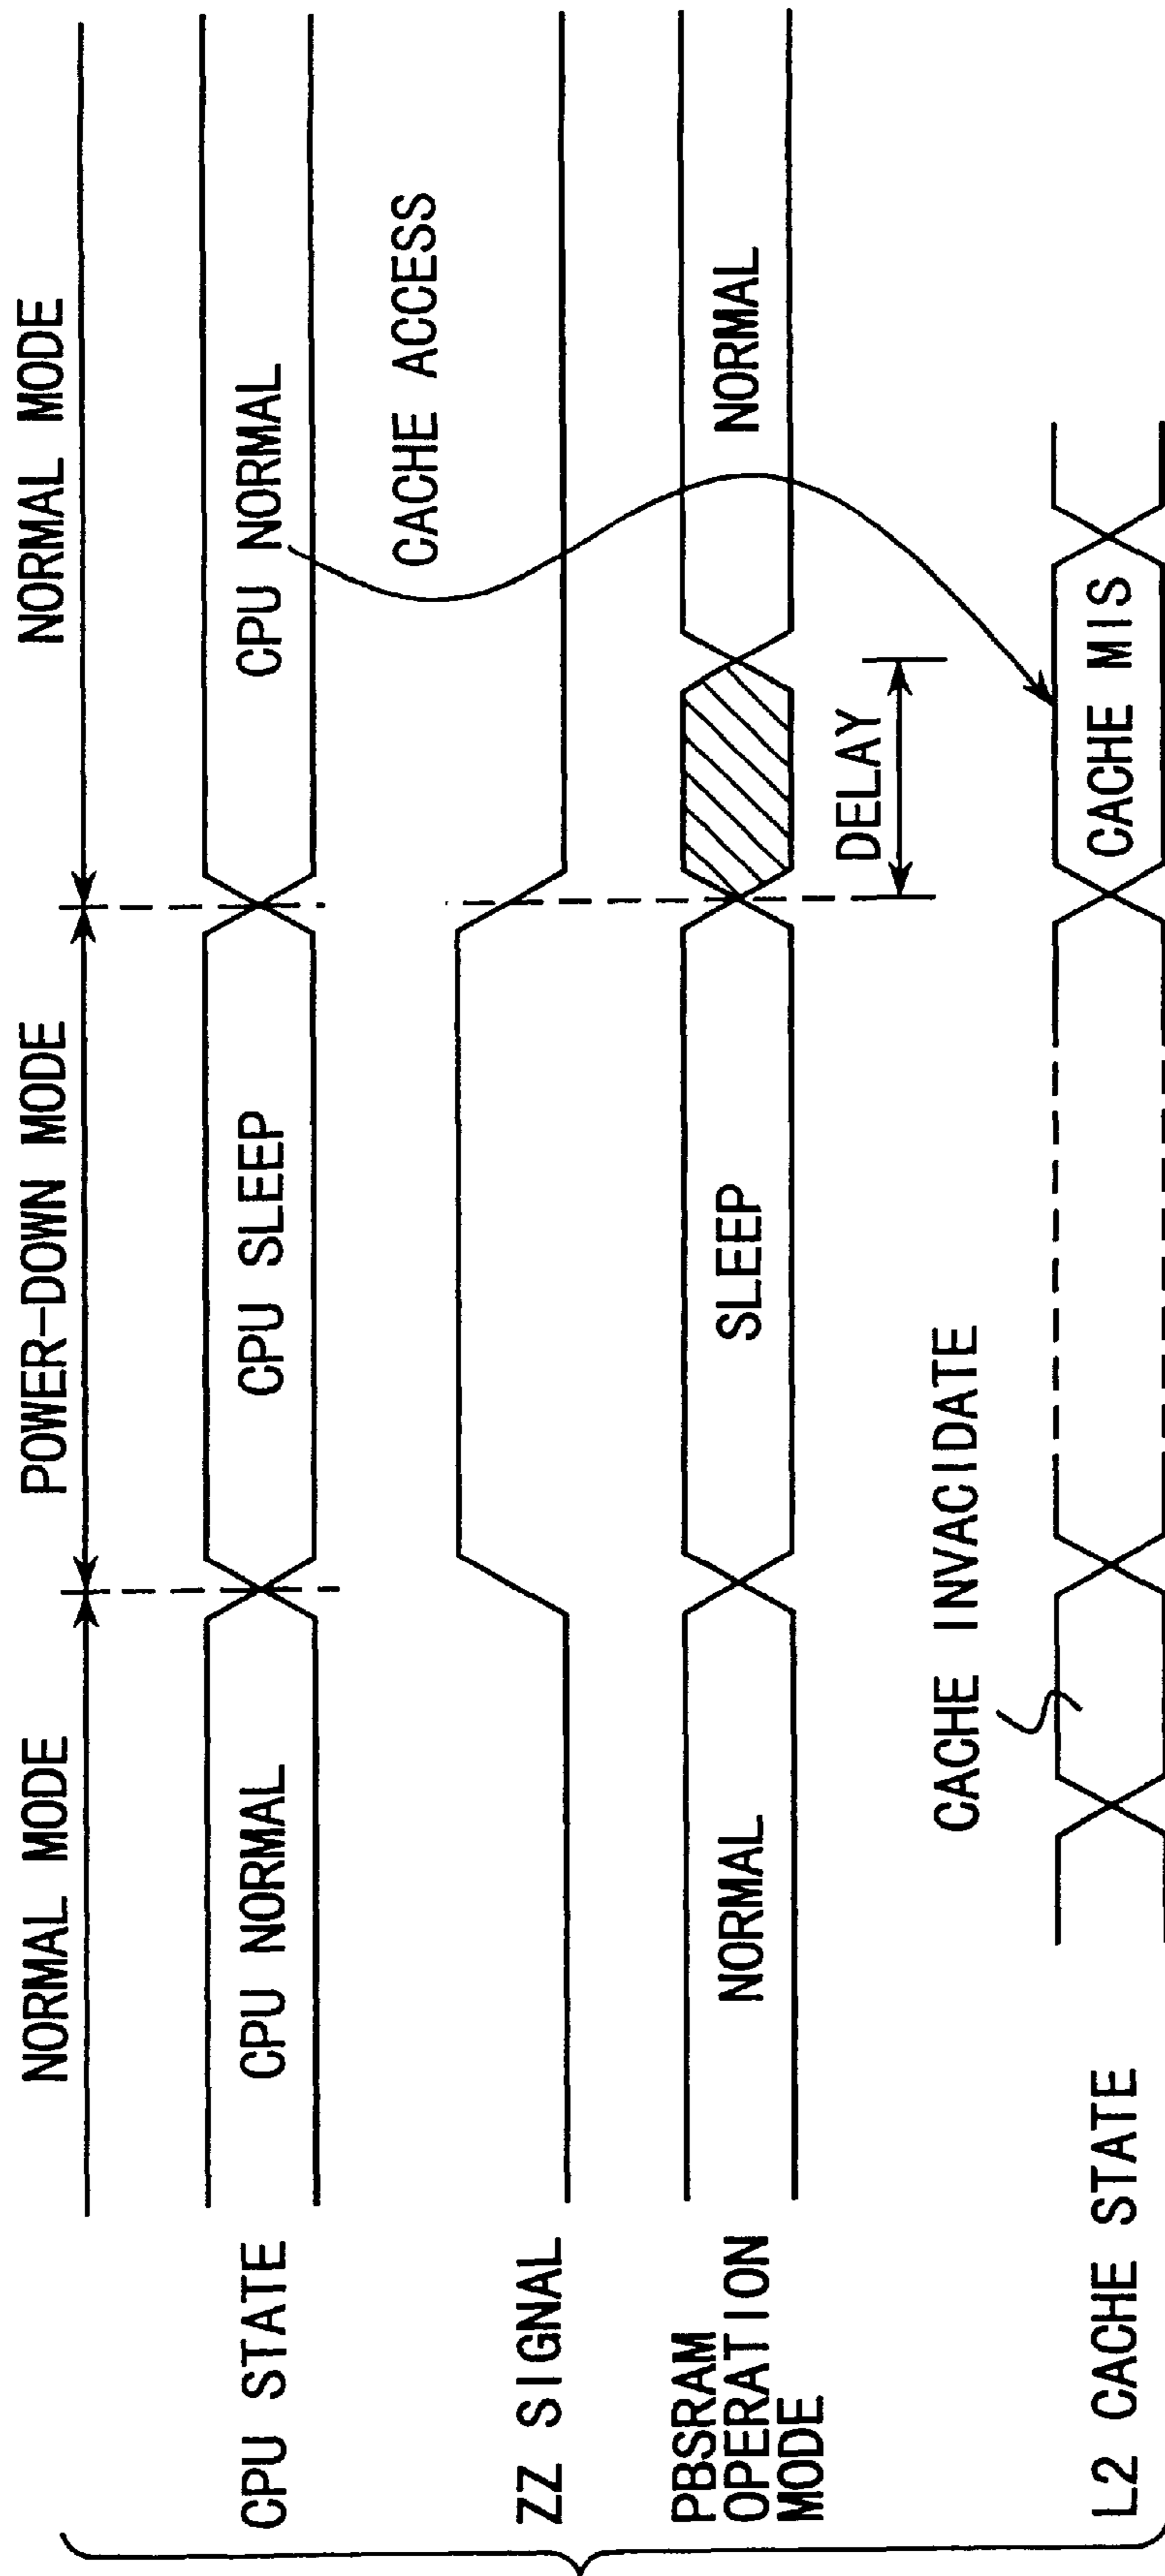 NORMAL MODE
POWER-DOWN MODE
NORMAL MODE
CPU STATE
CPU NORMAL
CPU SLEEP
CPU NORMAL
CACHE ACCESS
ZZ SIGNAL
PBSRAM
OPERATION
MODE
NORMAL
SLEEP
NORMAL
DELAY
CACHE INVACIDATE
L2 CACHE STATE
CACHE MIS